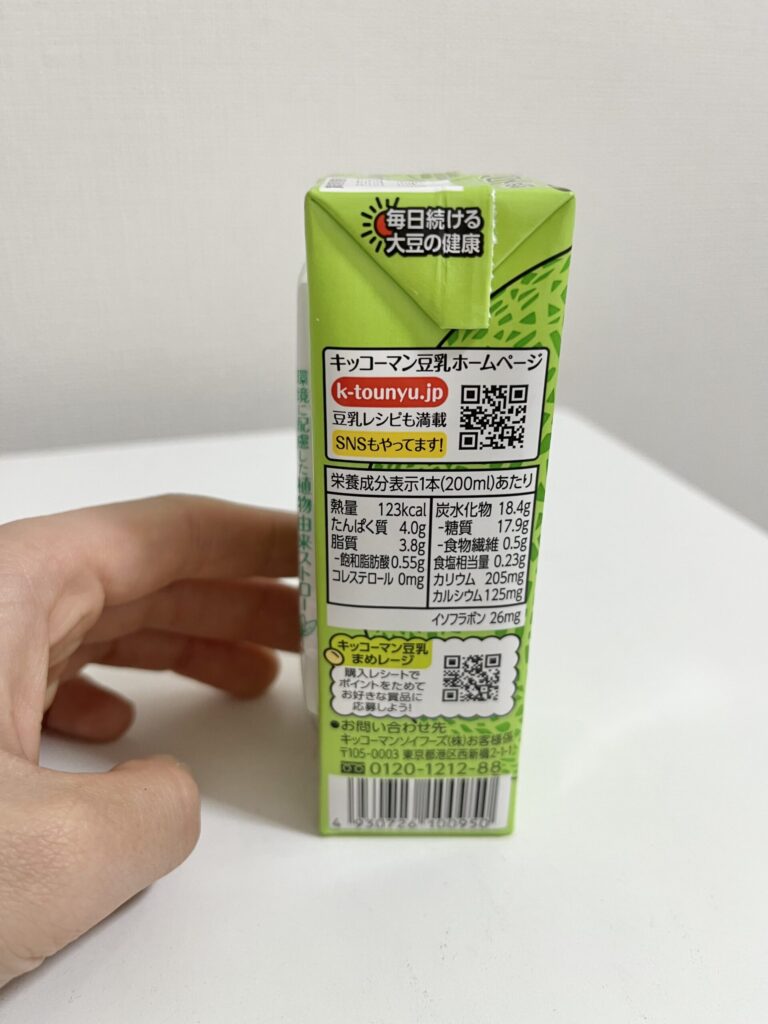 毎日続ける
大豆の健康
キッコーマン豆乳ホームページ
k-tounyu.jp
豆乳レシピも満載
SNSもやってます!
栄養成分表示1本(200ml)あたり
熱量 123kcal
たんぱく質 4.0g
脂質 3.8g
-飽和脂肪酸 0.55g
コレステロール 0mg
炭水化物 18.4g
-糖質 17.9g
-食物繊維 0.5g
食塩相当量 0.23g
カリウム 205mg
カルシウム 125mg
イソフラボン 26mg
キッコーマン豆乳
まめレージ
購入レシートで
ポイントをためて
お好きな賞品に
応募しよう!
●お問い合わせ先
キッコーマンソイフーズ(株)お客様係
〒105-0003 東京都港区西新橋2-1-1
0120-1212-88
4 930726 100950
環境に配慮した植物由来ストロー